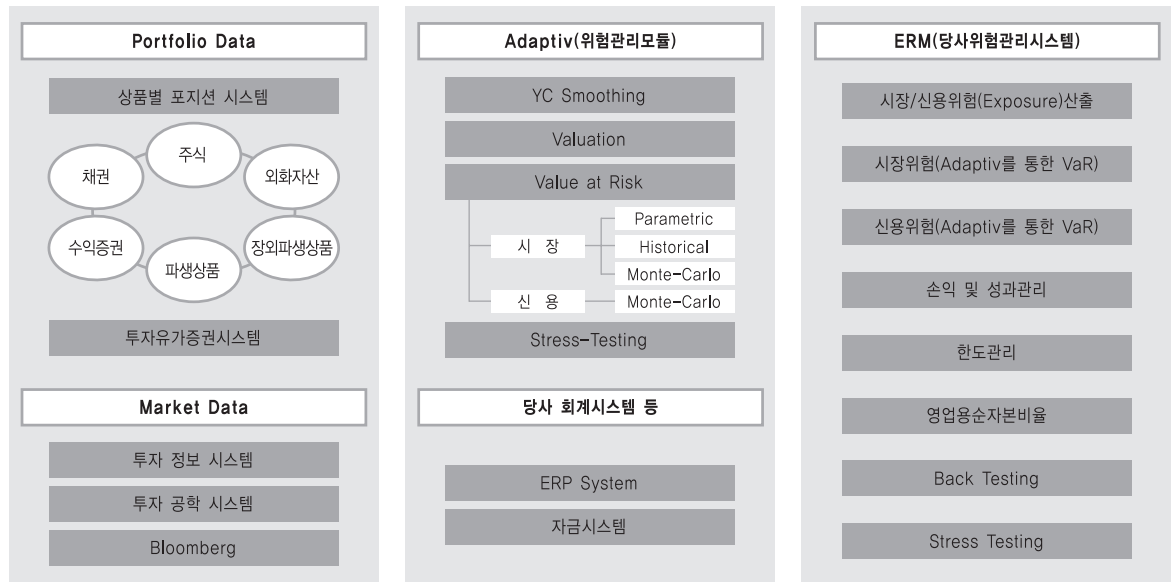 Portfolio Data
상품별 포지션 시스템
주식
채권
외화자산
수익증권
장외파생상품
파생상품
투자유가증권시스템
Market Data
투자 정보 시스템
투자 공학 시스템
Bloomberg
Adaptiv(위험관리모듈)
YC Smoothing
Valuation
Value at Risk
Parametric
시 장
Historical
Monte-Carlo
신 용
Monte-Carlo
Stress-Testing
당사 회계시스템 등
ERP System
자금시스템
ERM(당사위험관리시스템)
시장/신용위험(Exposure)산출
시장위험(Adaptiv를 통한 VaR)
신용위험(Adaptiv를 통한 VaR)
손익 및 성과관리
한도관리
영업용순자본비율
Back Testing
Stress Testing